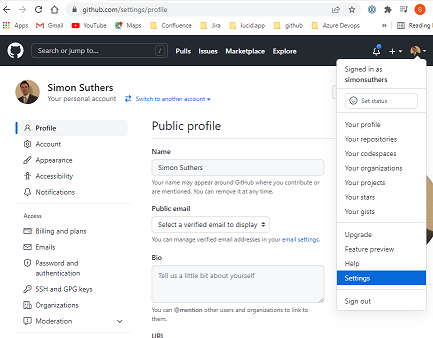 github.com/settings/profile
Apps
Gmail
YouTube
Maps
Confluence
Jira
lucidapp
github
Azure Devops
»
Reading
S
Search or jump to...
/
Pulls
Issues
Marketplace
Explore
Simon Suthers
Your personal account
Switch to another account
Profile
Account
Appearance
Accessibility
Notifications
Access
Billing and plans
Emails
Password and
authentication
SSH and GPG keys
Organizations
Moderation
Public profile
Name
Simon Suthers
Your name may appear around GitHub where you contribute or
are mentioned. You can remove it at any time.
Public email
Select a verified email to display
You can manage verified email addresses in your email settings.
Bio
Tell us a little bit about yourself
You can @mention other users and organizations to link to
them.
URL
Signed in as
simonsuthers
Set status
Your profile
Your repositories
Your codespaces
Your organizations
Your projects
Your stars
Your gists
Upgrade
Feature preview
Help
Settings
Sign out